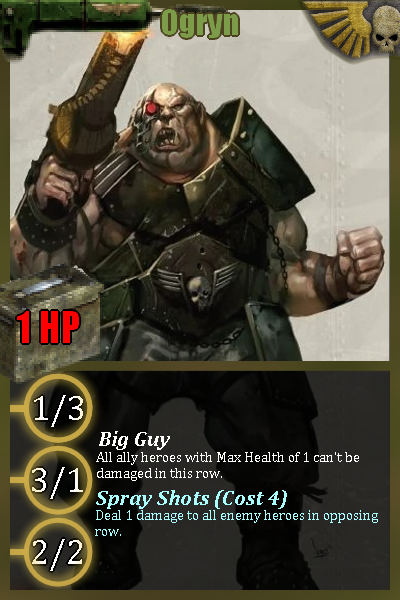 Ogryn
1 HP
1/3
3/1
2/2
Big Guy
All ally heroes with Max Health of 1 can't be
damaged in this row.
Spray Shots (Cost 4)
Deal 1 damage to all enemy heroes in opposing
row.